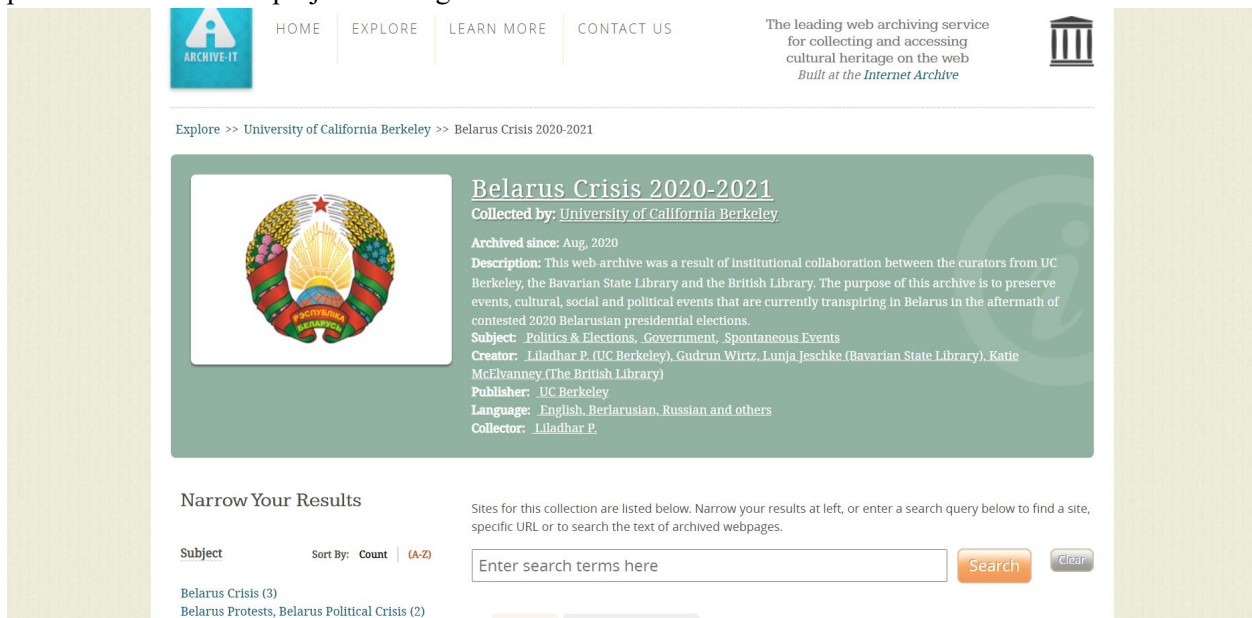 HOME EXPLORE LEARN MORE CONTACT US
ARCHIVE-IT
The leading web archiving service
for collecting and accessing
cultural heritage on the web
Built at the Internet Archive
Explore >> University of California Berkeley >> Belarus Crisis 2020-2021
РЭСПУБЛІКА
БЕЛАРУСЬ
Belarus Crisis 2020-2021
Collected by: University of California Berkeley
Archived since: Aug, 2020
Description: This web-archive was a result of institutional collaboration between the curators from UC
Berkeley, the Bavarian State Library and the British Library. The purpose of this archive is to preserve
events, cultural, social and political events that are currently transpiring in Belarus in the aftermath of
contested 2020 Belarusian presidential elections.
Subject: Politics & Elections, Government, Spontaneous Events
Creator: Liladhar P. (UC Berkeley), Gudrun Wirtz, Lunja Jeschke (Bavarian State Library), Katie
McElvanney (The British Library)
Publisher: UC Berkeley
Language: English, Berlarusian, Russian and others
Collector: Liladhar P.
Narrow Your Results
Subject Sort By: Count (A-Z)
Belarus Crisis (3)
Belarus Protests, Belarus Political Crisis (2)
Sites for this collection are listed below. Narrow your results at left, or enter a search query below to find a site,
specific URL or to search the text of archived webpages.
Enter search terms here Search Clear